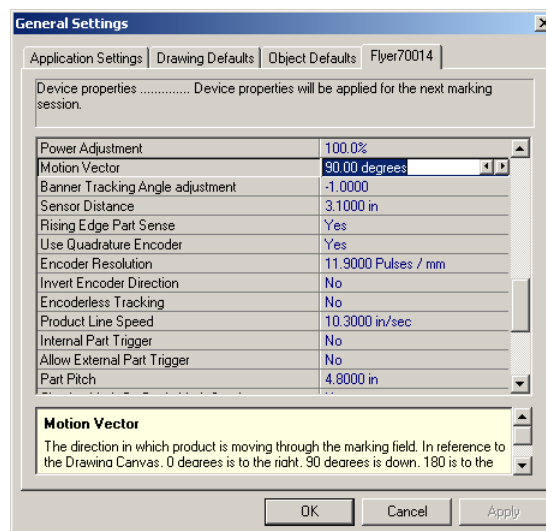 General Settings
Application Settings Drawing Defaults Object Defaults Flyer70014
Device properties ............. Device properties will be applied for the next marking
session.
Power Adjustment 100.0%
Motion Vector 90.00 degrees
Banner Tracking Angle adjustment -1.0000
Sensor Distance 3.1000 in
Rising Edge Part Sense Yes
Use Quadrature Encoder Yes
Encoder Resolution 11.9000 Pulses / mm
Invert Encoder Direction No
Encoderless Tracking No
Product Line Speed 10.3000 in/sec
Internal Part Trigger No
Allow External Part Trigger No
Part Pitch 4.8000 in
Motion Vector
The direction in which product is moving through the marking field. In reference to
the Drawing Canvas. 0 degrees is to the right. 90 degrees is down. 180 is to the
OK Cancel Apply